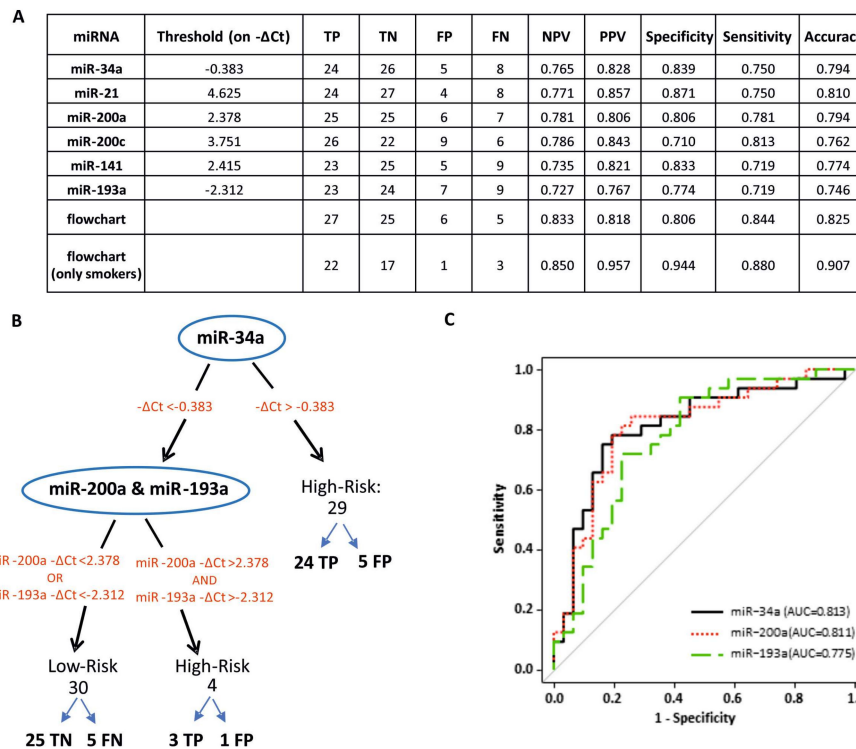 A
miRNA Threshold (on -ΔCt) TP TN FP FN NPV PPV Specificity Sensitivity Accurac
miR-34a -0.383 24 26 5 8 0.765 0.828 0.839 0.750 0.794
miR-21 4.625 24 27 4 8 0.771 0.857 0.871 0.750 0.810
miR-200a 2.378 25 25 6 7 0.781 0.806 0.806 0.781 0.794
miR-200c 3.751 26 22 9 6 0.786 0.843 0.710 0.813 0.762
miR-141 2.415 23 25 5 9 0.735 0.821 0.833 0.719 0.774
miR-193a -2.312 23 24 7 9 0.727 0.767 0.774 0.719 0.746
flowchart 27 25 6 5 0.833 0.818 0.806 0.844 0.825
flowchart
(only smokers) 22 17 1 3 0.850 0.957 0.944 0.880 0.907
B
miR-34a
-ΔCt <-0.383 -ΔCt > -0.383
miR-200a & miR-193a
High-Risk:
29
24 TP 5 FP
iR -200a -ΔCt <2.378
OR
iR -193a -ΔCt <-2.312
miR -200a -ΔCt >2.378
AND
miR -193a -ΔCt >-2.312
Low-Risk
30
25 TN 5 FN
High-Risk
4
3 TP 1 FP
C
Sensitivity
1.0
0.8
0.6
0.4
0.2
0.0
miR-34a (AUC=0.813)
miR-200a(AUC=0.811)
miR-193a(AUC=0.775)
0.0 0.2 0.4 0.6 0.8 1.
1 - Specificity